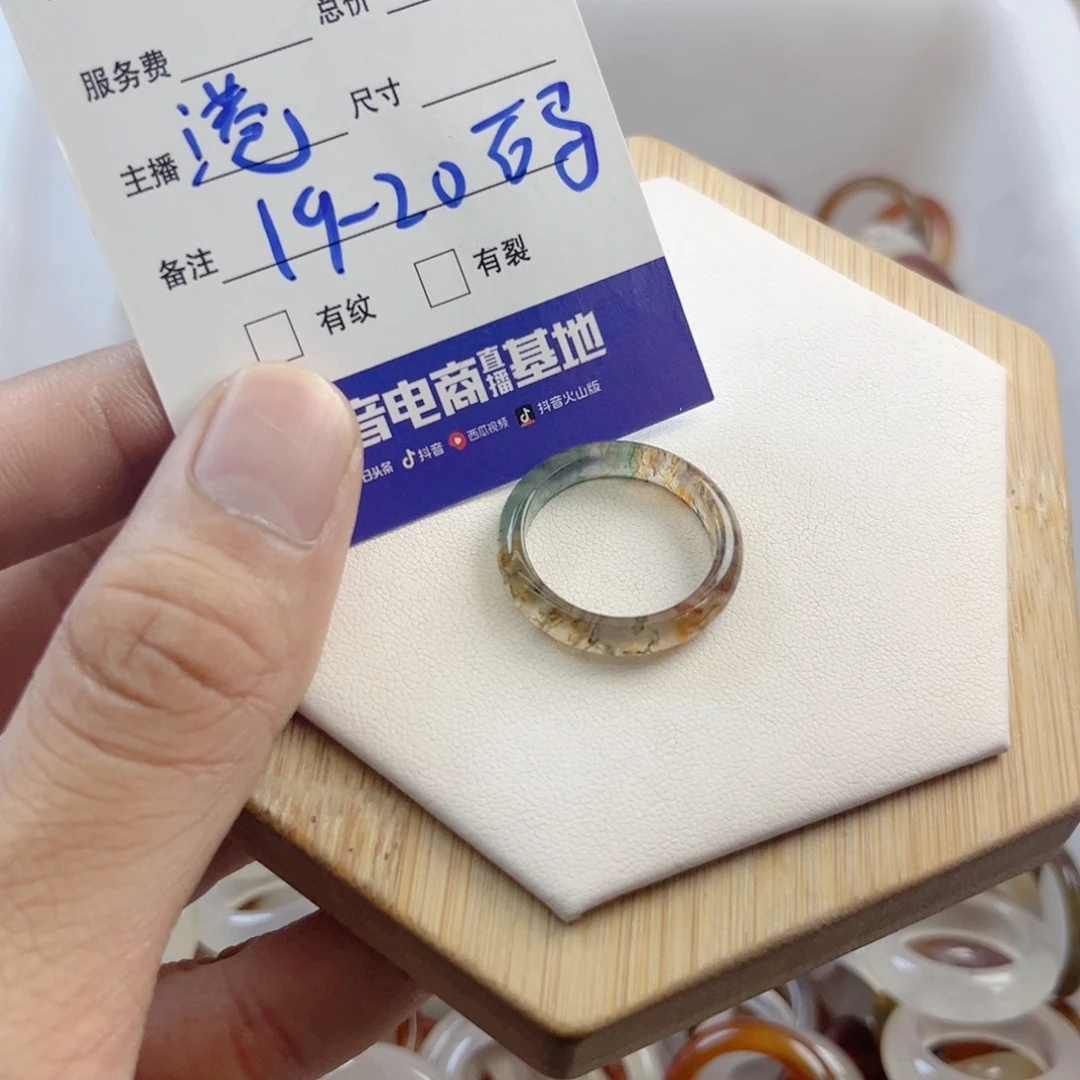 总价
服务费
尺寸
主播 港
19-20 码
备注
有纹 有裂
音电商直播基地
日头条 抖音 西瓜视频 抖音火山版